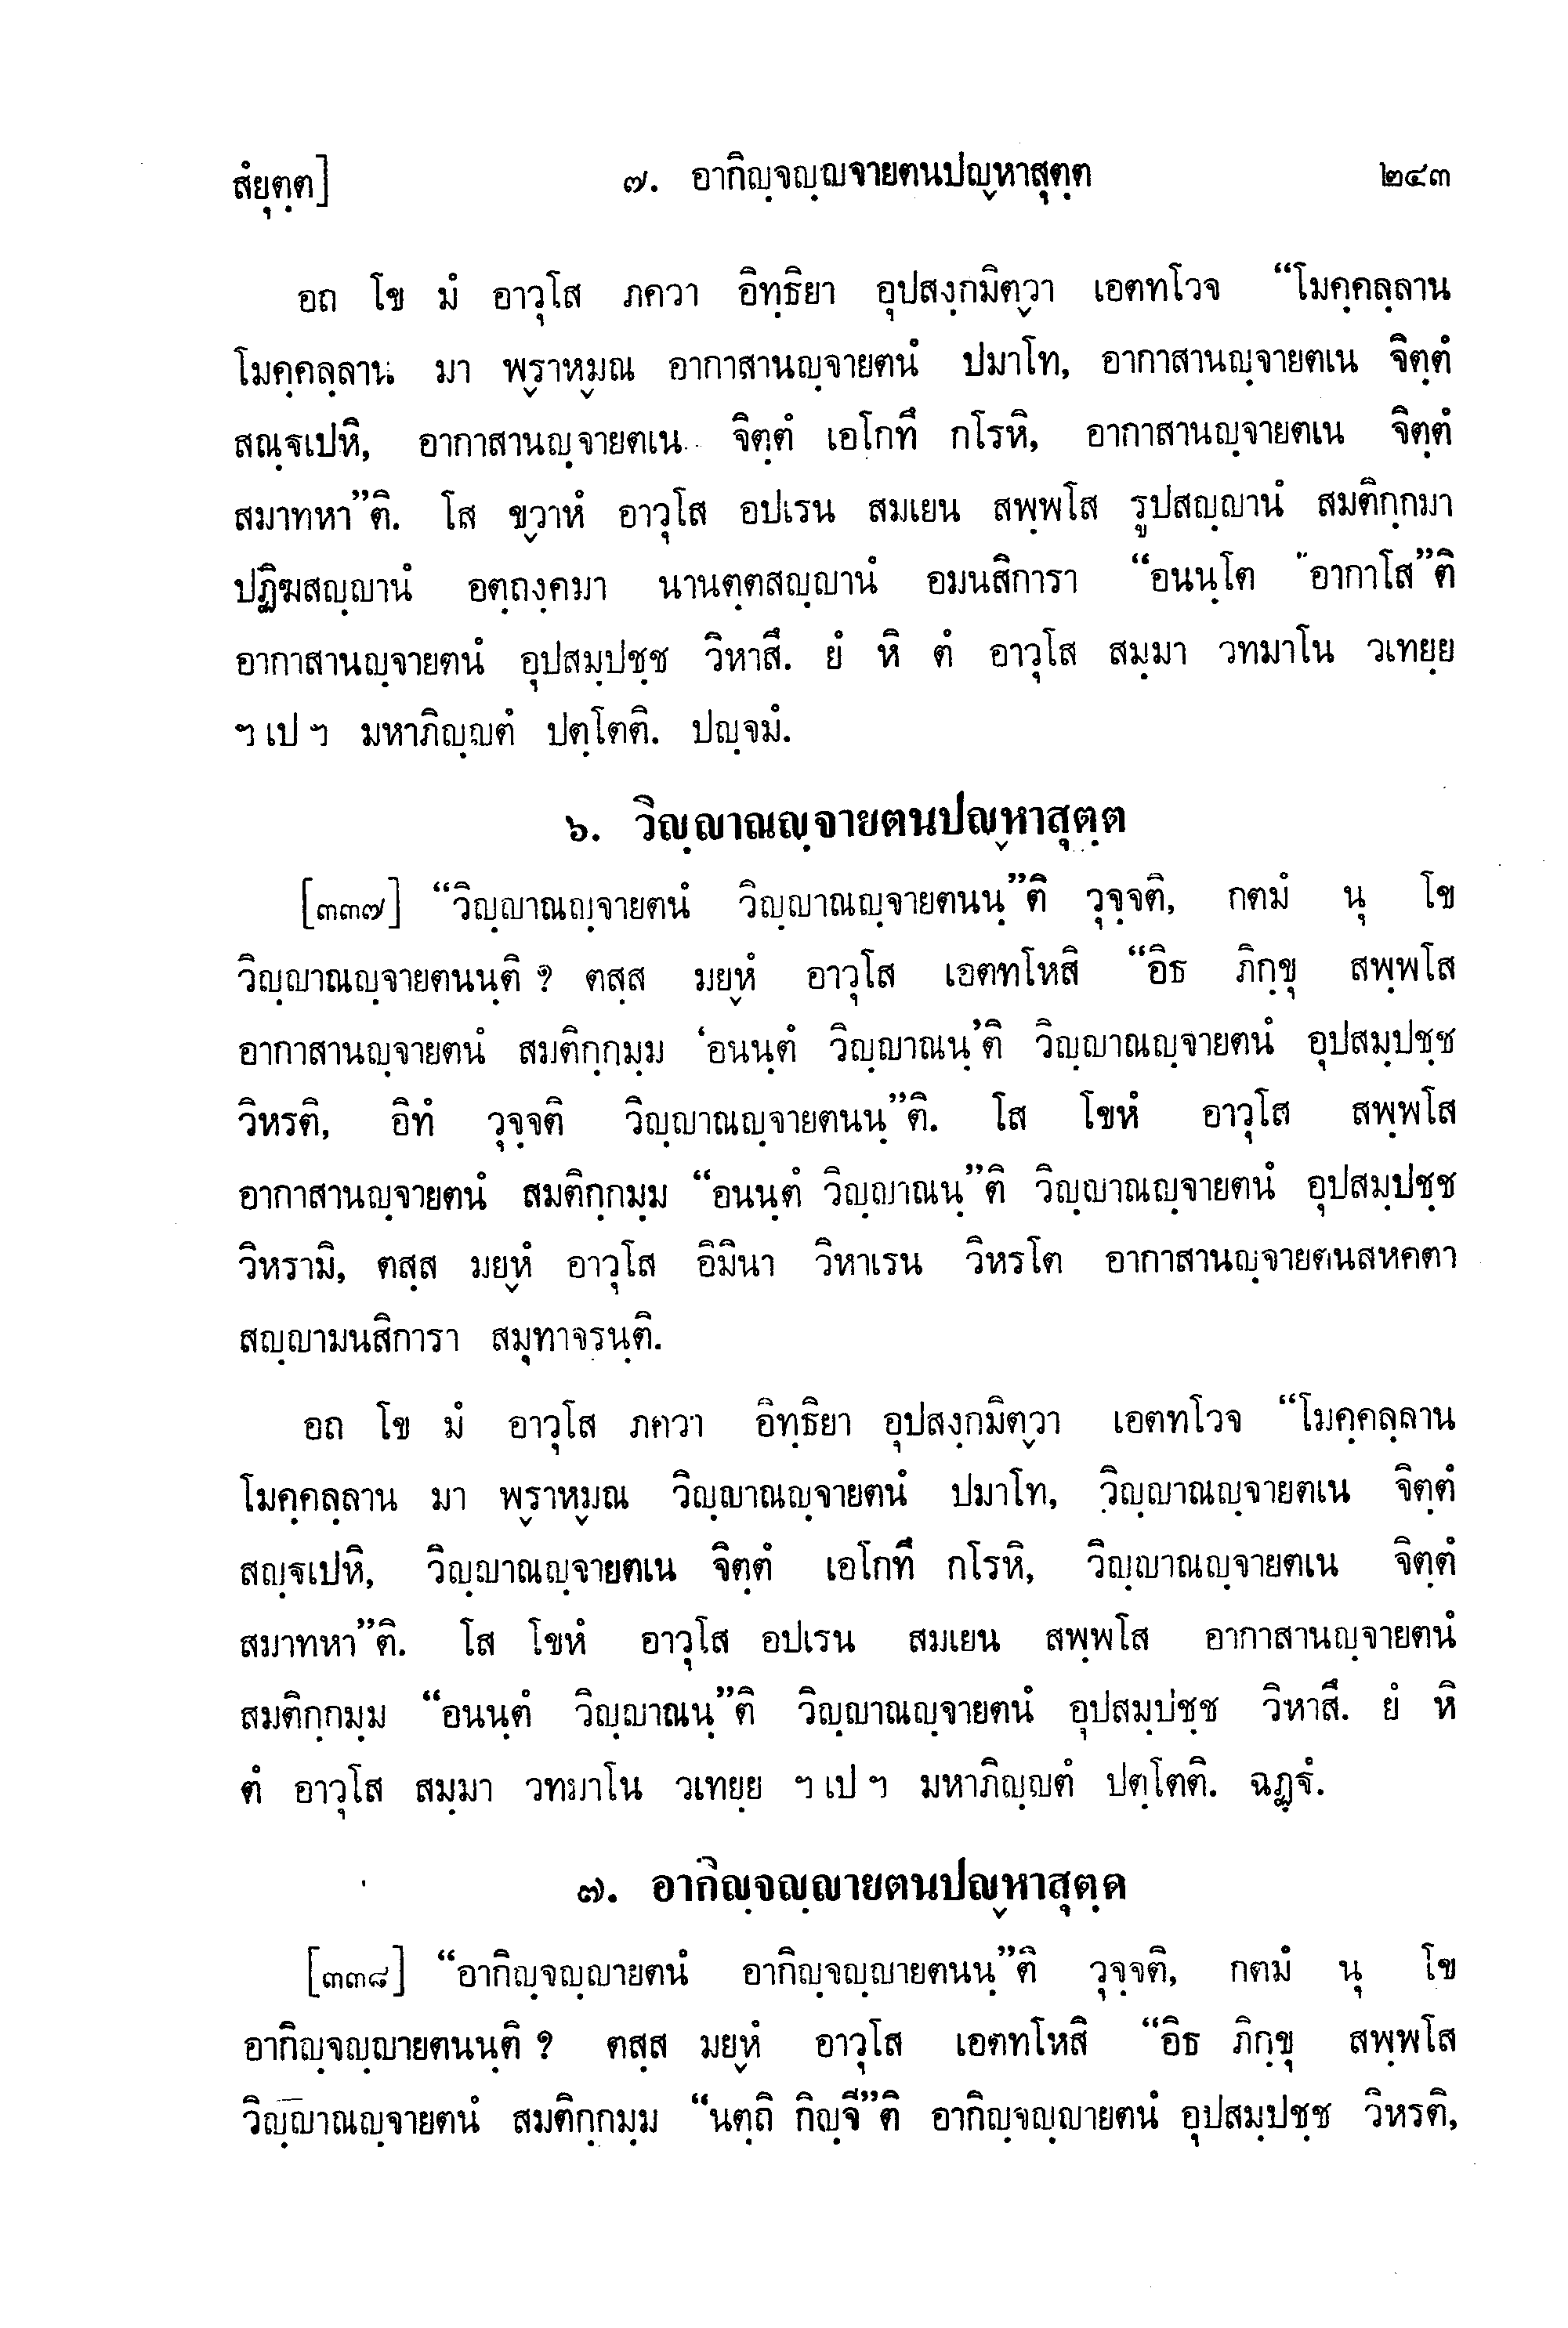 สํยุตฺต]
๗. อากิญฺจญฺญจายตนปญฺหาสุตฺต
๒๔๓
อถ โข มํ อาวุโส ภควา อิทฺธิยา อุปสงฺกมิตฺวา เอตทโวจ “โมคฺคลฺลาน
โมคฺคลฺลาน มา พฺราหฺมณ อากาสานญฺจายตนํ ปมาโท, อากาสานญฺจายตเน จิตฺตํ
สณฺฐเปหิ, อากาสานญฺจายตเน จิตฺตํ เอโกทึ กโรหิ, อากาสานญฺจายตเน จิตฺตํ
สมาทหา”ติ. โส ขฺวาหํ อาวุโส อปเรน สมเยน สพฺพโส รูปสญฺญานํ สมติกฺกมา
ปฏิฆสญฺญานํ อตฺถงฺคมา นานตฺตสญฺญานํ อมนสิการา “อนนฺโต อากาโส”ติ
อากาสานญฺจายตนํ อุปสมฺปชฺช วิหาสึ. ยํ หิ ตํ อาวุโส สมฺมา วทมาโน วเทยฺย
ฯ เป ฯ มหาภิญฺญตํ ปตฺโตติ. ปญฺจมํ.
๖. วิญฺญาณญฺจายตนปญฺหาสุตฺต
[๓๓๗] “วิญฺญาณญฺจายตนํ วิญฺญาณญฺจายตนนฺ”ติ วุจฺจติ, กตมํ นุ โข
วิญฺญาณญฺจายตนนฺติ ? ตสฺส มยฺหํ อาวุโส เอตทโหสิ “อิธ ภิกฺขุ สพฺพโส
อากาสานญฺจายตนํ สมติกฺกมฺม ‘อนนฺตํ วิญฺญาณนฺ’ติ วิญฺญาณญฺจายตนํ อุปสมฺปชฺช
วิหรติ, อิทํ วุจฺจติ วิญฺญาณญฺจายตนนฺ”ติ. โส โขหํ อาวุโส สพฺพโส
อากาสานญฺจายตนํ สมติกฺกมฺม “อนนฺตํ วิญฺญาณนฺ”ติ วิญฺญาณญฺจายตนํ อุปสมฺปชฺช
วิหรามิ, ตสฺส มยฺหํ อาวุโส อิมินา วิหาเรน วิหรโต อากาสานญฺจายตนสหคตา
สญฺญามนสิการา สมุทาจรนฺติ.
อถ โข มํ อาวุโส ภควา อิทฺธิยา อุปสงฺกมิตฺวา เอตทโวจ “โมคฺคลฺลาน
โมคฺคลฺลาน มา พฺราหฺมณ วิญฺญาณญฺจายตนํ ปมาโท, วิญฺญาณญฺจายตเน จิตฺตํ
สญฺฐเปหิ, วิญฺญาณญฺจายตเน จิตฺตํ เอโกทึ กโรหิ, วิญฺญาณญฺจายตเน จิตฺตํ
สมาทหา”ติ. โส โขหํ อาวุโส อปเรน สมเยน สพฺพโส อากาสานญฺจายตนํ
สมติกฺกมฺม “อนนฺตํ วิญฺญาณนฺ”ติ วิญฺญาณญฺจายตนํ อุปสมฺปชฺช วิหาสึ. ยํ หิ
ตํ อาวุโส สมฺมา วทมาโน วเทยฺย ฯ เป ฯ มหาภิญฺญตํ ปตฺโตติ. ฉฏฺฐํ.
๗. อากิญฺจญฺญายตนปญฺหาสุตฺต
[๓๓๘] “อากิญฺจญฺญายตนํ อากิญฺจญฺญายตนนฺ”ติ วุจฺจติ, กตมํ นุ โข
อากิญฺจญฺญายตนนฺติ ? ตสฺส มยฺหํ อาวุโส เอตทโหสิ “อิธ ภิกฺขุ สพฺพโส
วิญฺญาณญฺจายตนํ สมติกฺกมฺม “นตฺถิ กิญฺจี”ติ อากิญฺจญฺญายตนํ อุปสมฺปชฺช วิหรติ,